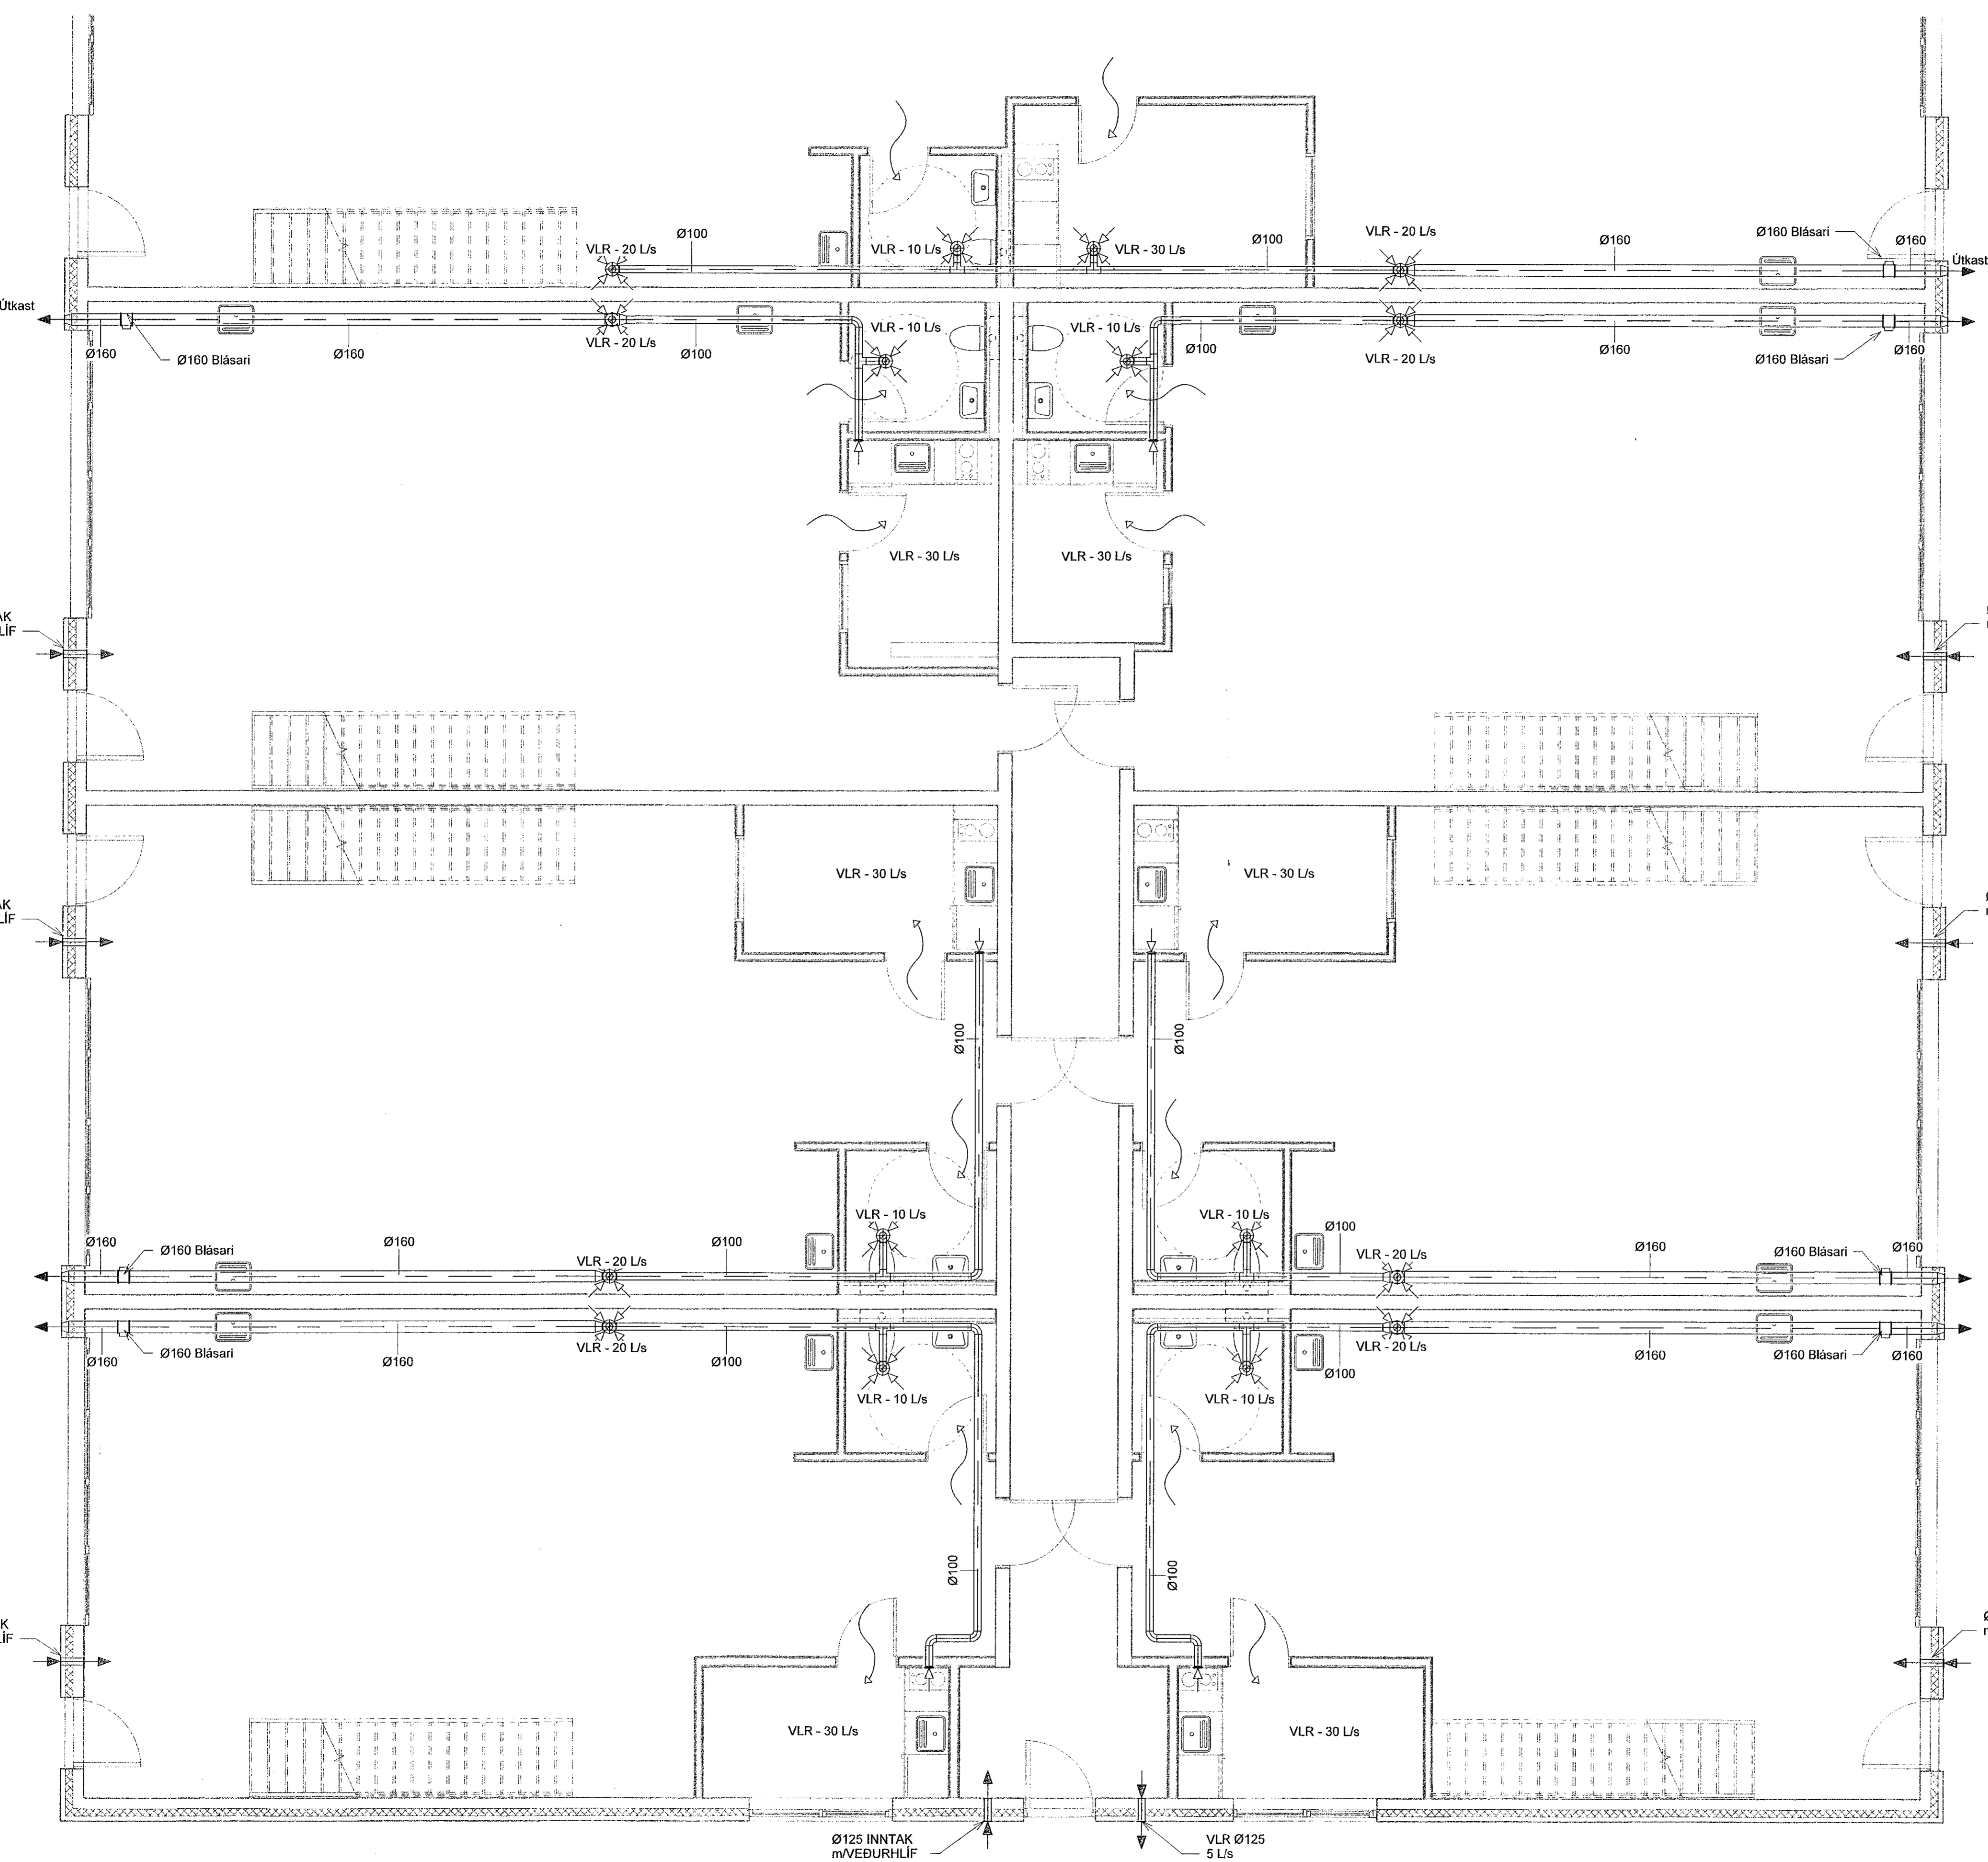 VLR - 20 L/s
Ø100
VLR - 10 L/s
VLR - 30 L/s
Ø100
VLR - 20 L/s
Ø160
Ø160 Blásari
Ø160
Útkast
Útkast
Ø160
Ø160 Blásari
Ø160
VLR - 20 L/s
Ø100
VLR - 10 L/s
VLR - 10 L/s
Ø100
VLR - 20 L/s
Ø160
Ø160 Blásari
Ø160
VLR - 30 L/s
VLR - 30 L/s
VLR - 30 L/s
VLR - 30 L/s
Ø100
Ø100
VLR - 10 L/s
VLR - 10 L/s
Ø160
Ø160 Blásari
Ø160
VLR - 20 L/s
Ø100
Ø100
VLR - 20 L/s
Ø160
Ø160 Blásari
Ø160
Ø160
Ø160 Blásari
Ø160
VLR - 20 L/s
Ø100
VLR - 10 L/s
VLR - 10 L/s
Ø100
VLR - 20 L/s
Ø160
Ø160 Blásari
Ø160
Ø100
Ø100
VLR - 30 L/s
VLR - 30 L/s
Ø125 INNTAK
m/VEÐURHLÍF
VLR Ø125
5 L/s